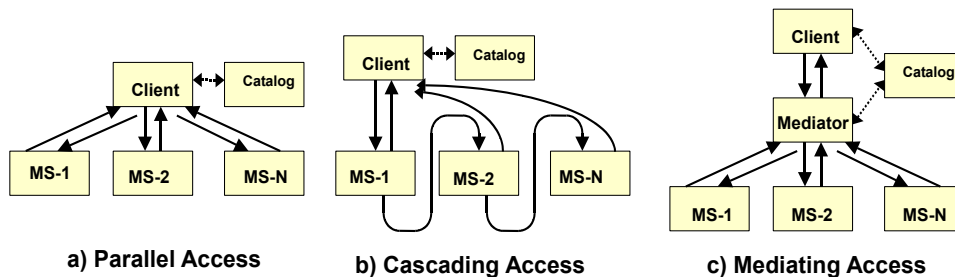 Client
Catalog
MS-1
MS-2
MS-N
a) Parallel Access
Client
Catalog
MS-1
MS-2
MS-N
b) Cascading Access
Client
Catalog
Mediator
MS-1
MS-2
MS-N
c) Mediating Access